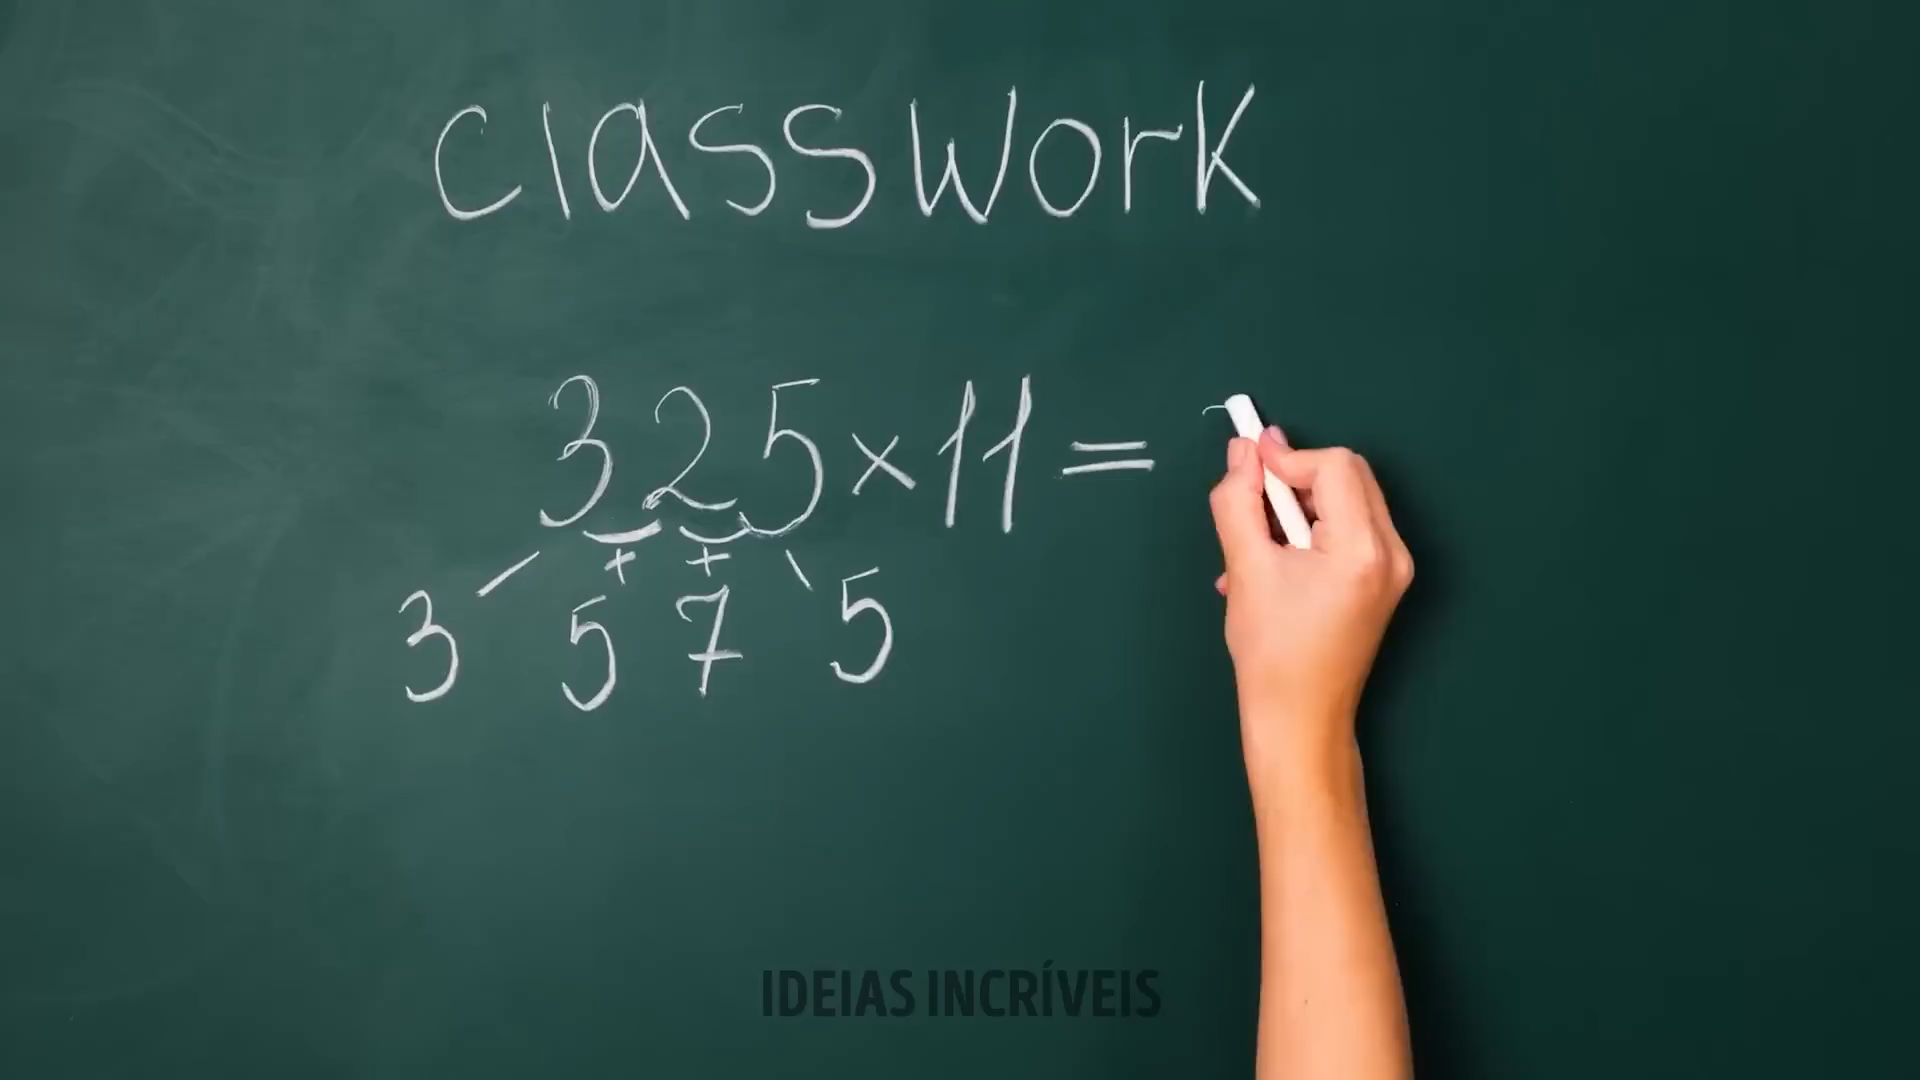 classwork
325×11=
+ +
3 5 7 5
IDEIAS INCRÍVEIS